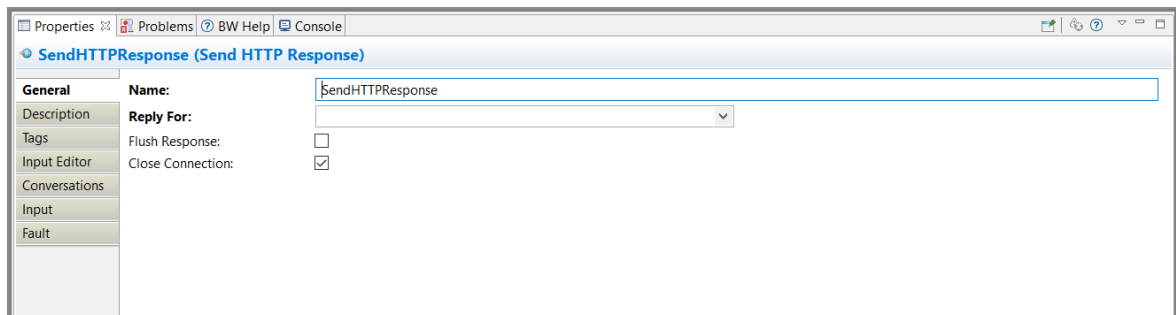 Properties Problems BW Help Console
SendHTTPResponse (Send HTTP Response)
General
Name: SendHTTPResponse
Description
Reply For:
Tags
Flush Response:
Input Editor
Close Connection:
Conversations
Input
Fault